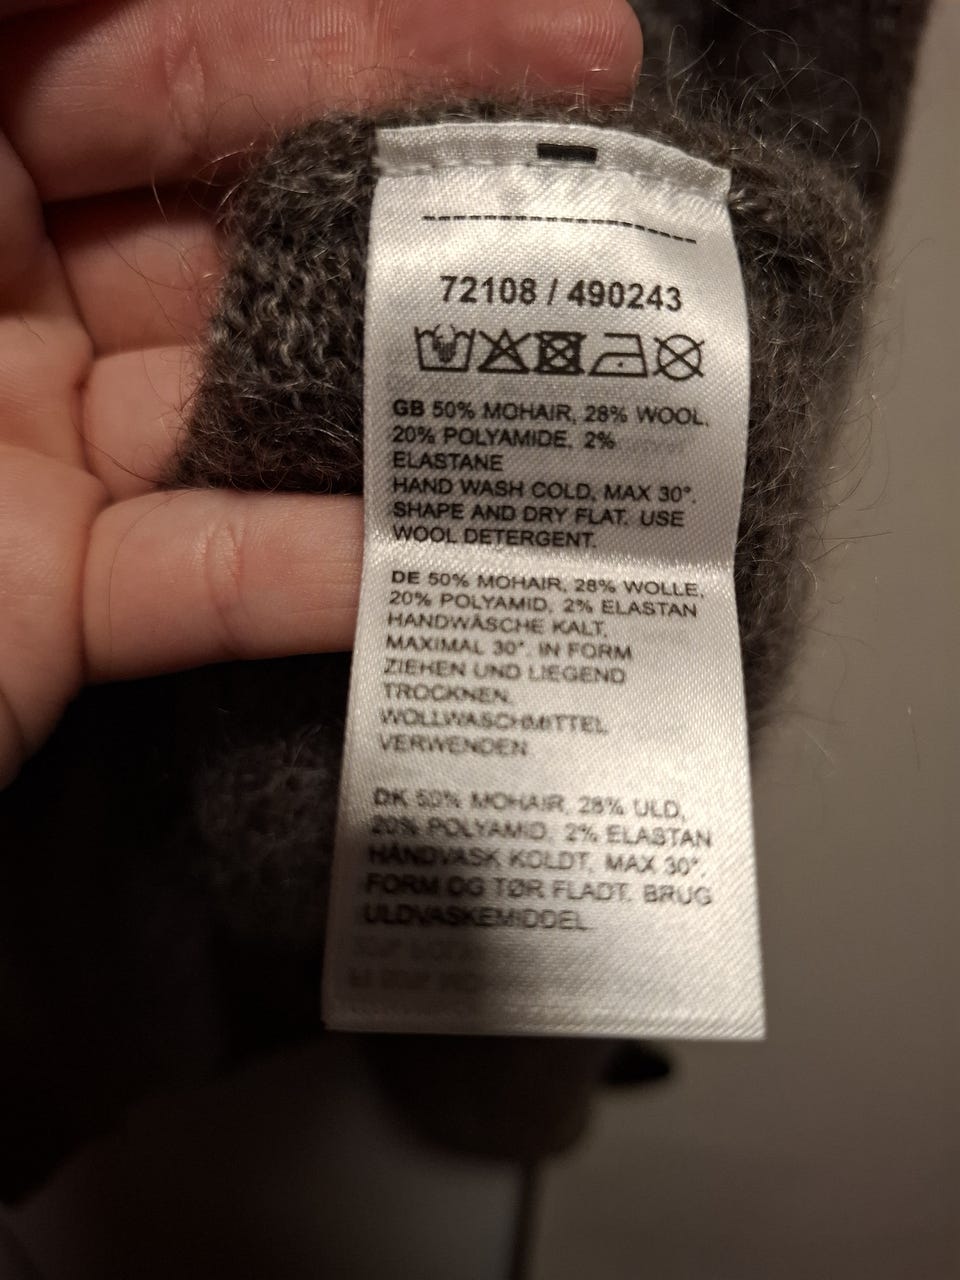 72108 / 490243
GB 50% MOHAIR, 28% WOOL,
20% POLYAMIDE, 2%
ELASTANE
HAND WASH COLD, MAX 30°.
SHAPE AND DRY FLAT. USE
WOOL DETERGENT.
DE 50% MOHAIR, 28% WOLLE,
20% POLYAMID, 2% ELASTAN
HANDWÄSCHE KALT,
MAXIMAL 30°. IN FORM
ZIEHEN UND LIEGEND
TROCKNEN.
WOLLWASCHMITTEL
VERWENDEN.
DK 50% MOHAIR, 28% ULD,
20% POLYAMID, 2% ELASTAN
HÅNDVASK KOLDT, MAX 30°.
FORM OG TØR FLADT. BRUG
ULDVASKEMIDDEL